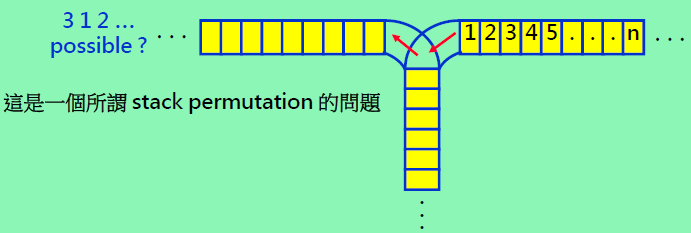 3 1 2 ...
possible ?
. . .
1 2 3 4 5 . . . n
. . .
這是一個所謂 stack permutation 的問題
.
.
.